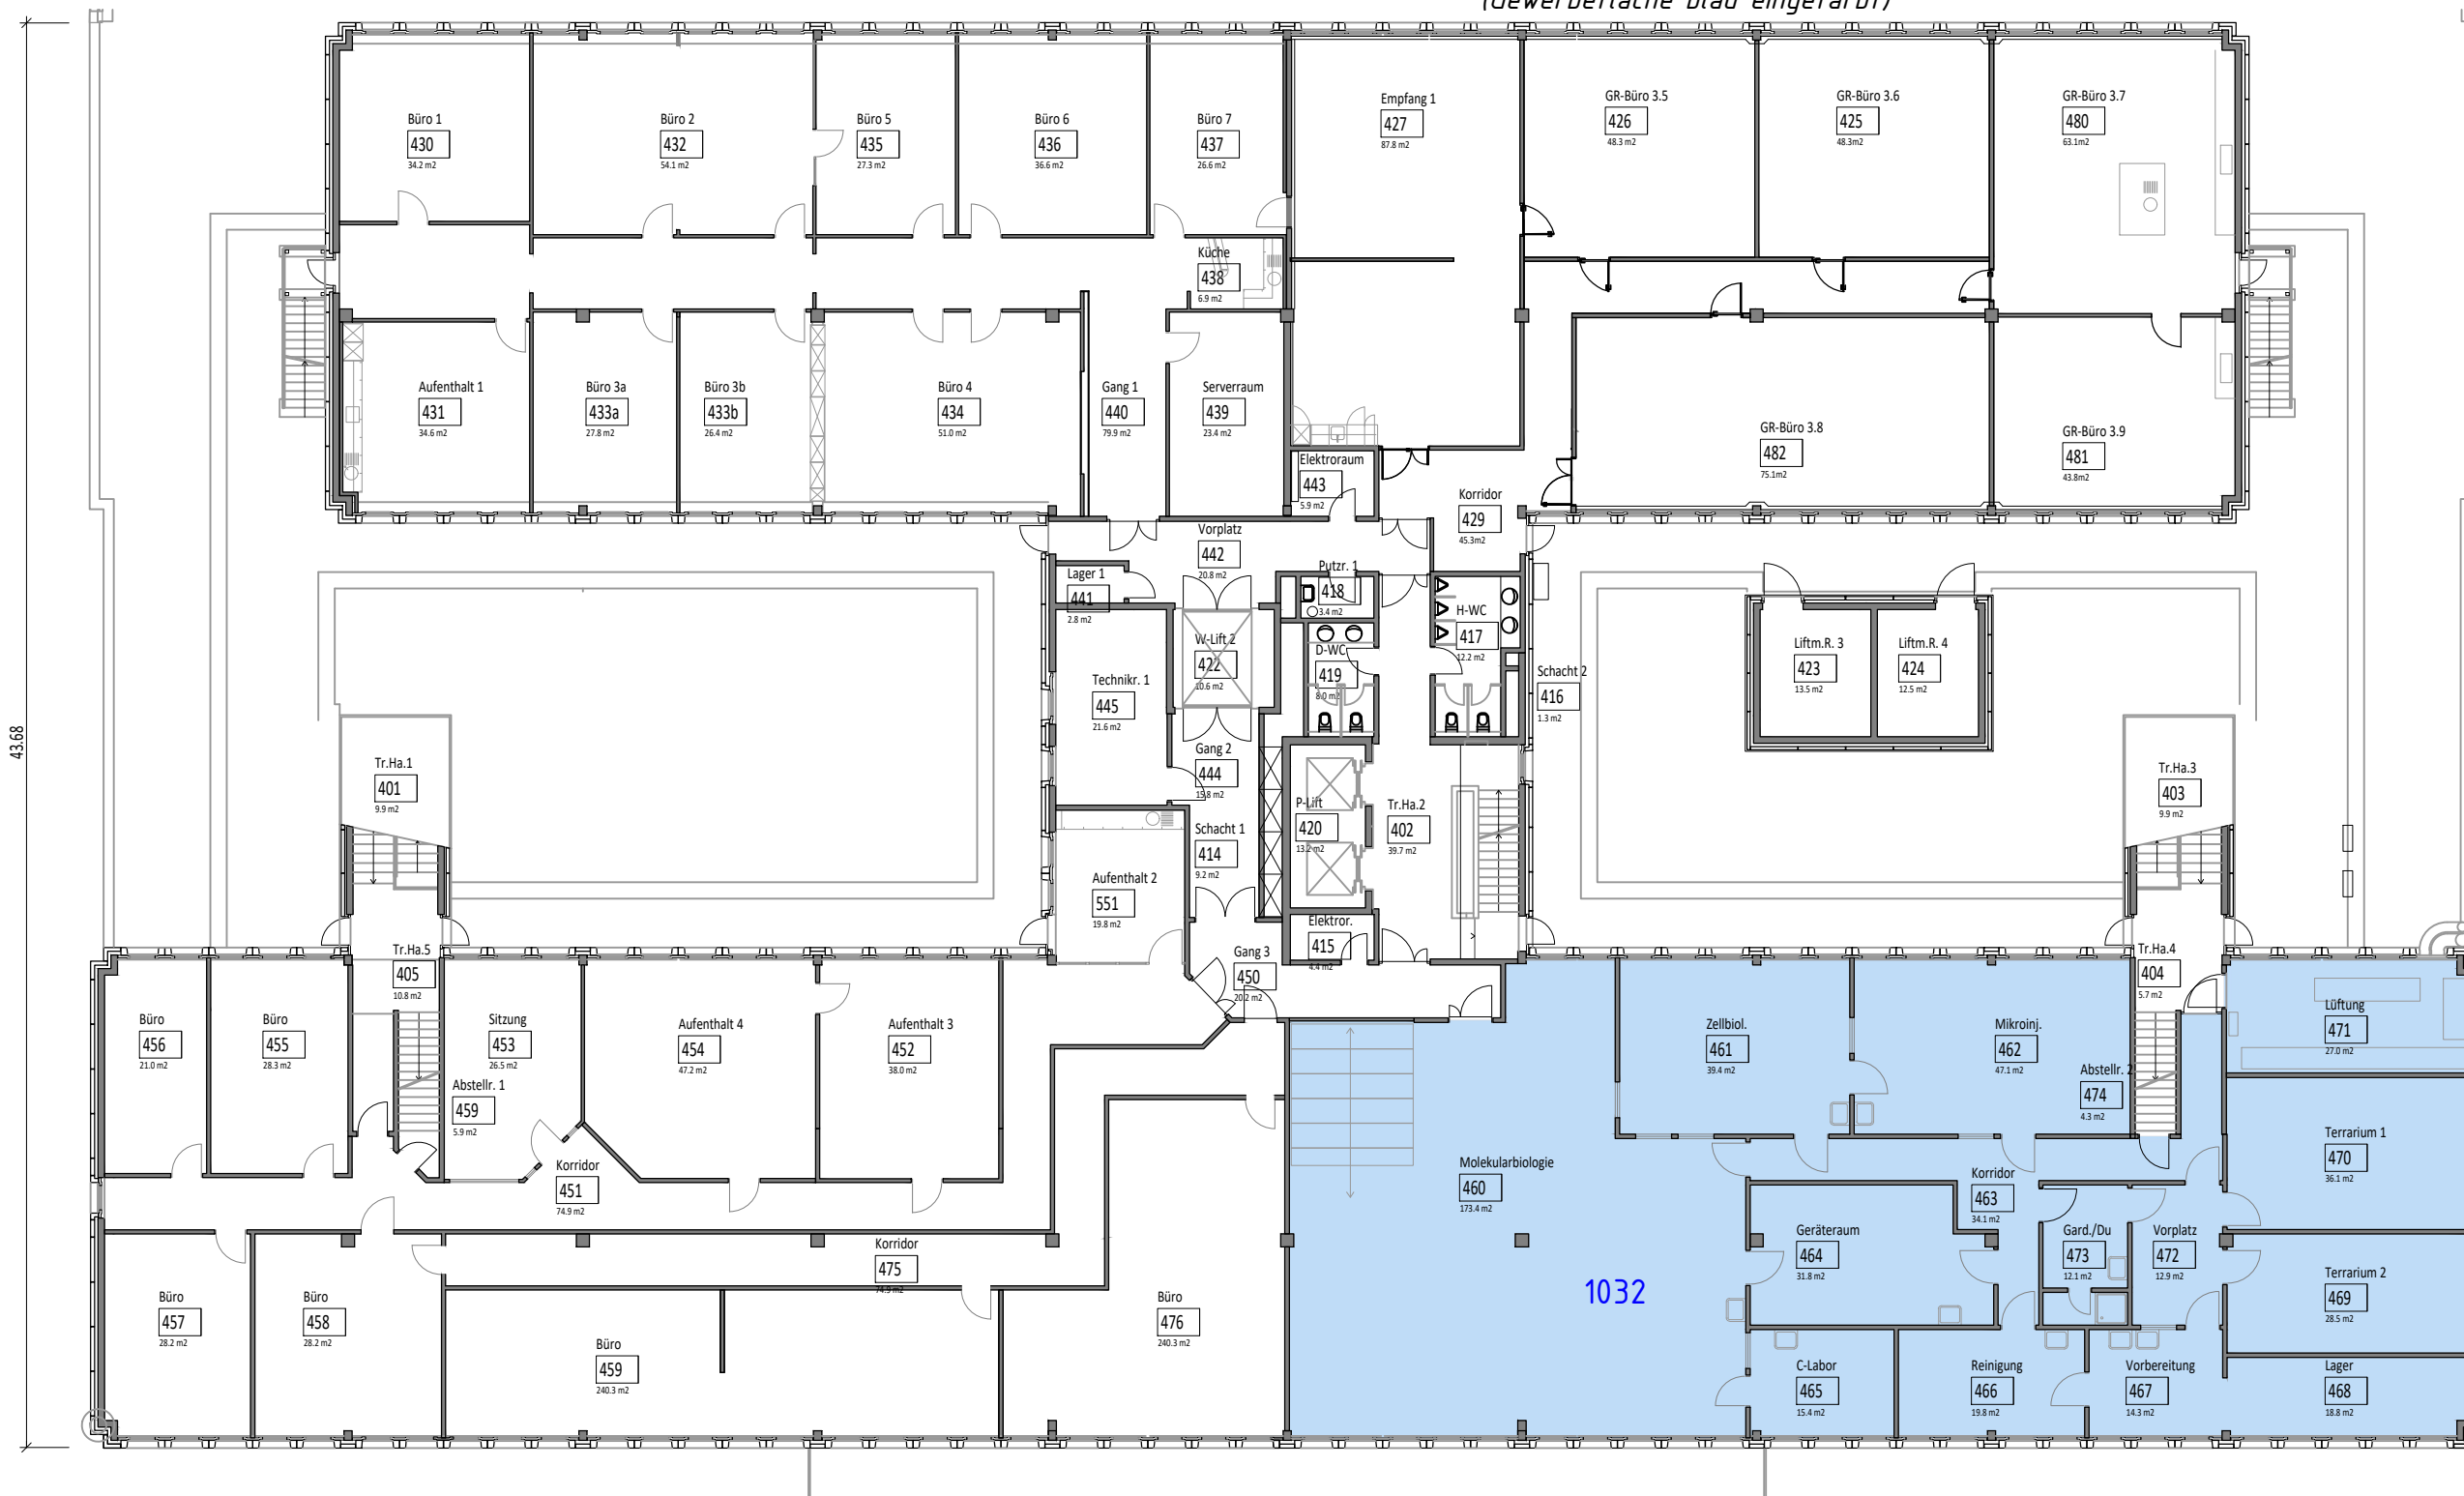 (Gewerbefläche blau eingefärbt)
Büro 1
430
34.2 m2
Büro 2
432
54.1 m2
Büro 5
435
27.3 m2
Büro 6
436
36.6 m2
Büro 7
437
26.6 m2
Empfang 1
427
87.8 m2
GR-Büro 3.5
426
48.3 m2
GR-Büro 3.6
425
48.3m2
GR-Büro 3.7
480
63.1m2
Küche
438
6.9 m2
Aufenthalt 1
431
34.6 m2
Büro 3a
433a
27.8 m2
Büro 3b
433b
26.4 m2
Büro 4
434
51.0 m2
Gang 1
440
79.9 m2
Serverraum
439
23.4 m2
GR-Büro 3.8
482
75.1m2
GR-Büro 3.9
481
43.8m2
Elektroraum
443
5.9 m2
Korridor
429
45.3m2
Vorplatz
442
20.8 m2
Lager 1
441
2.8 m2
Putzr. 1
418
3.4 m2
H-WC
417
12.2 m2
W-Lift 2
422
10.6 m2
D-WC
419
8.0 m2
Schacht 2
416
1.3 m2
Liftm.R. 3
423
13.5 m2
Liftm.R. 4
424
12.5 m2
Technikr. 1
445
21.6 m2
43.68
Tr.Ha.1
401
9.9 m2
Gang 2
444
15.8 m2
P-Lift
420
13.2 m2
Tr.Ha.2
402
39.7 m2
Tr.Ha.3
403
9.9 m2
Schacht 1
414
9.2 m2
Aufenthalt 2
551
19.8 m2
Elektror.
415
4.4 m2
Gang 3
450
20.2 m2
Tr.Ha.5
405
10.8 m2
Tr.Ha.4
404
5.7 m2
Büro
456
21.0 m2
Büro
455
28.3 m2
Sitzung
453
26.5 m2
Aufenthalt 4
454
47.2 m2
Aufenthalt 3
452
38.0 m2
Zellbiol.
461
39.4 m2
Mikroinj.
462
47.1 m2
Lüftung
471
27.0 m2
Abstellr. 1
459
5.9 m2
Abstellr. 2
474
4.3 m2
Terrarium 1
470
36.1 m2
Korridor
451
74.9 m2
Molekularbiologie
460
173.4 m2
Korridor
463
34.1 m2
Korridor
475
74.9 m2
Geräteraum
464
31.8 m2
Gard./Du
473
12.1 m2
Vorplatz
472
12.9 m2
Terrarium 2
469
28.5 m2
1032
Büro
457
28.2 m2
Büro
458
28.2 m2
Büro
459
240.3 m2
Büro
476
240.3 m2
C-Labor
465
15.4 m2
Reinigung
466
19.8 m2
Vorbereitung
467
14.3 m2
Lager
468
18.8 m2